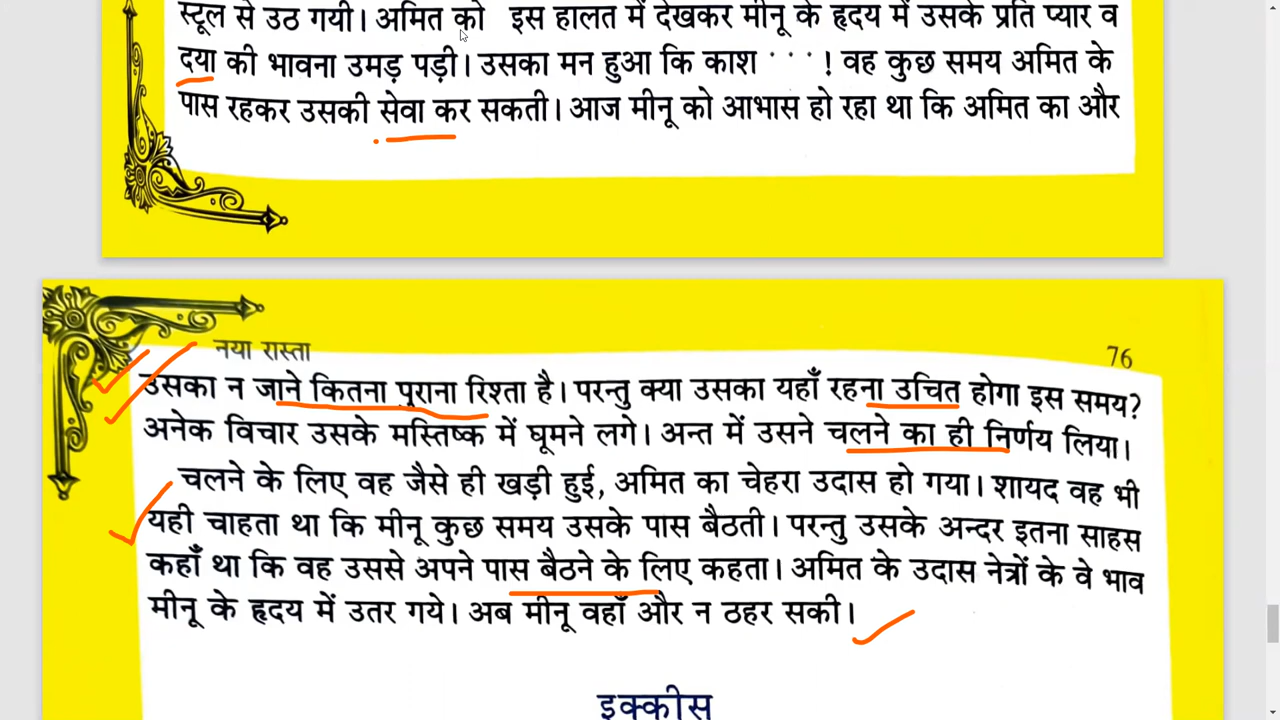 स्टूल से उठ गयी। अमित को इस हालत में देखकर मीनू के हृदय में उसके प्रति प्यार व
दया की भावना उमड़ पड़ी। उसका मन हुआ कि काश ...! वह कुछ समय अमित के
पास रहकर उसकी सेवा कर सकती। आज मीनू को आभास हो रहा था कि अमित का और
नया रास्ता 76
उसका न जाने कितना पुराना रिश्ता है। परन्तु क्या उसका यहाँ रहना उचित होगा इस समय?
अनेक विचार उसके मस्तिष्क में घूमने लगे। अन्त में उसने चलने का ही निर्णय लिया।
चलने के लिए वह जैसे ही खड़ी हुई, अमित का चेहरा उदास हो गया। शायद वह भी
यही चाहता था कि मीनू कुछ समय उसके पास बैठती। परन्तु उसके अन्दर इतना साहस
कहाँ था कि वह उससे अपने पास बैठने के लिए कहता। अमित के उदास नेत्रों के वे भाव
मीनू के हृदय में उतर गये। अब मीनू वहाँ और न ठहर सकी।
इक्कीस